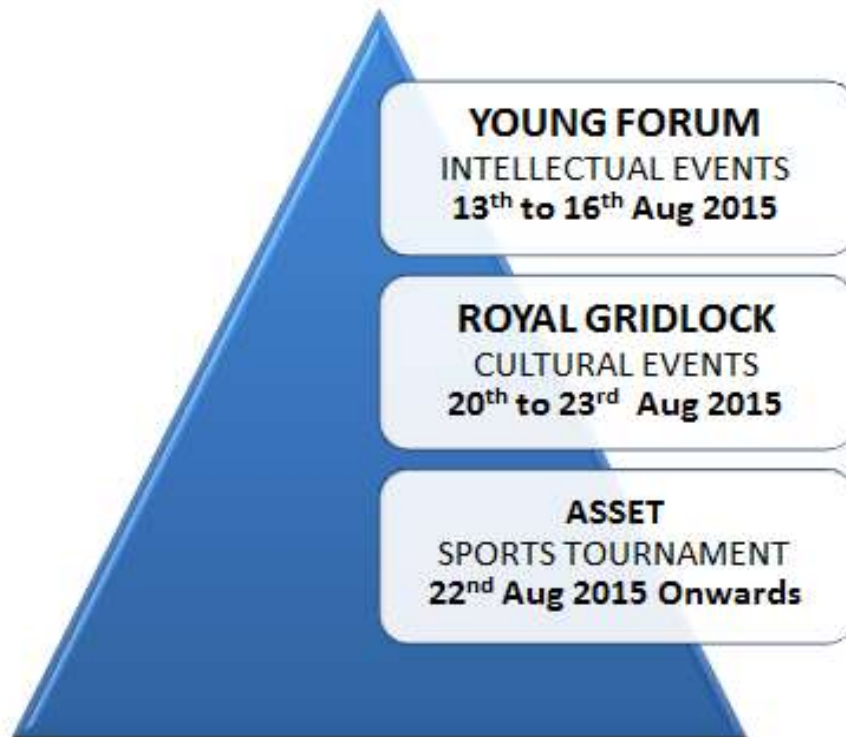 YOUNG FORUM
INTELLECTUAL EVENTS
13th to 16th Aug 2015
ROYAL GRIDLOCK
CULTURAL EVENTS
20th to 23rd Aug 2015
ASSET
SPORTS TOURNAMENT
22nd Aug 2015 Onwards